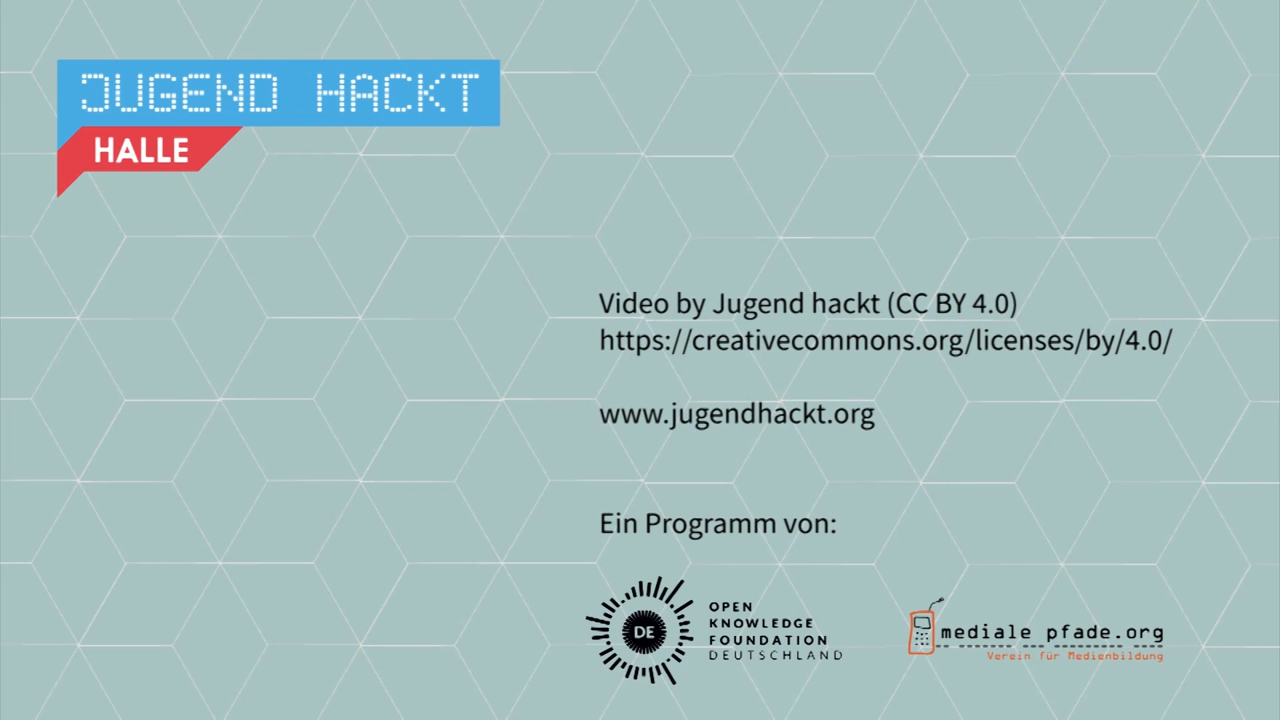 JUGEND HACKT
HALLE
Video by Jugend hackt (CC BY 4.0)
https://creativecommons.org/licenses/by/4.0/
www.jugendhackt.org
Ein Programm von:
DE
OPEN
KNOWLEDGE
FOUNDATION
DEUTSCHLAND
mediale pfade.org
Verein für Medienbildung